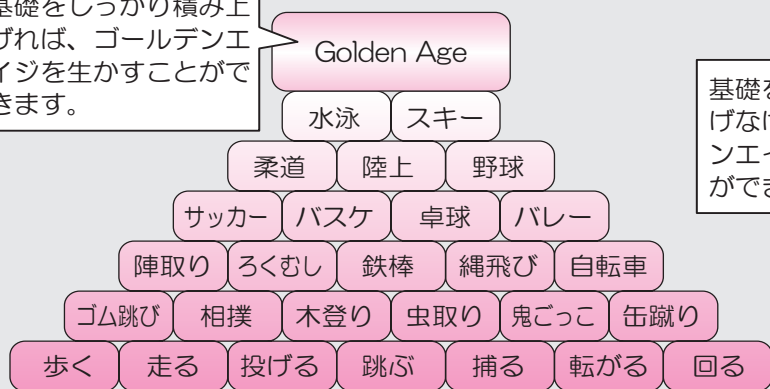 基礎をしっかり積み上
げれば、ゴールデンエ
イジを生かすことがで
きます。
Golden Age
水泳 スキー
柔道 陸上 野球
サッカー バスケ 卓球 バレー
陣取り ろくむし 鉄棒 縄飛び 自転車
ゴム跳び 相撲 木登り 虫取り 鬼ごっこ 缶蹴り
歩く 走る 投げる 跳ぶ 捕る 転がる 回る
基礎を
げなけ
ンエイ
ができ